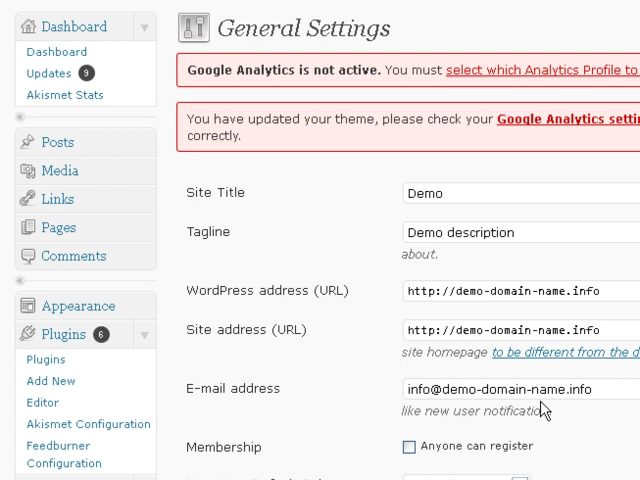 Dashboard
Dashboard
Updates 9
Akismet Stats
Posts
Media
Links
Pages
Comments
Appearance
Plugins 6
Plugins
Add New
Editor
Akismet Configuration
Feedburner
Configuration
General Settings
Google Analytics is not active. You must select which Analytics Profile to
You have updated your theme, please check your Google Analytics settin
correctly.
Site Title Demo
Tagline Demo description
about.
WordPress address (URL) http://demo-domain-name.info
Site address (URL) http://demo-domain-name.info
site homepage to be different from the d
E-mail address info@demo-domain-name.info
like new user notification
Membership Anyone can register